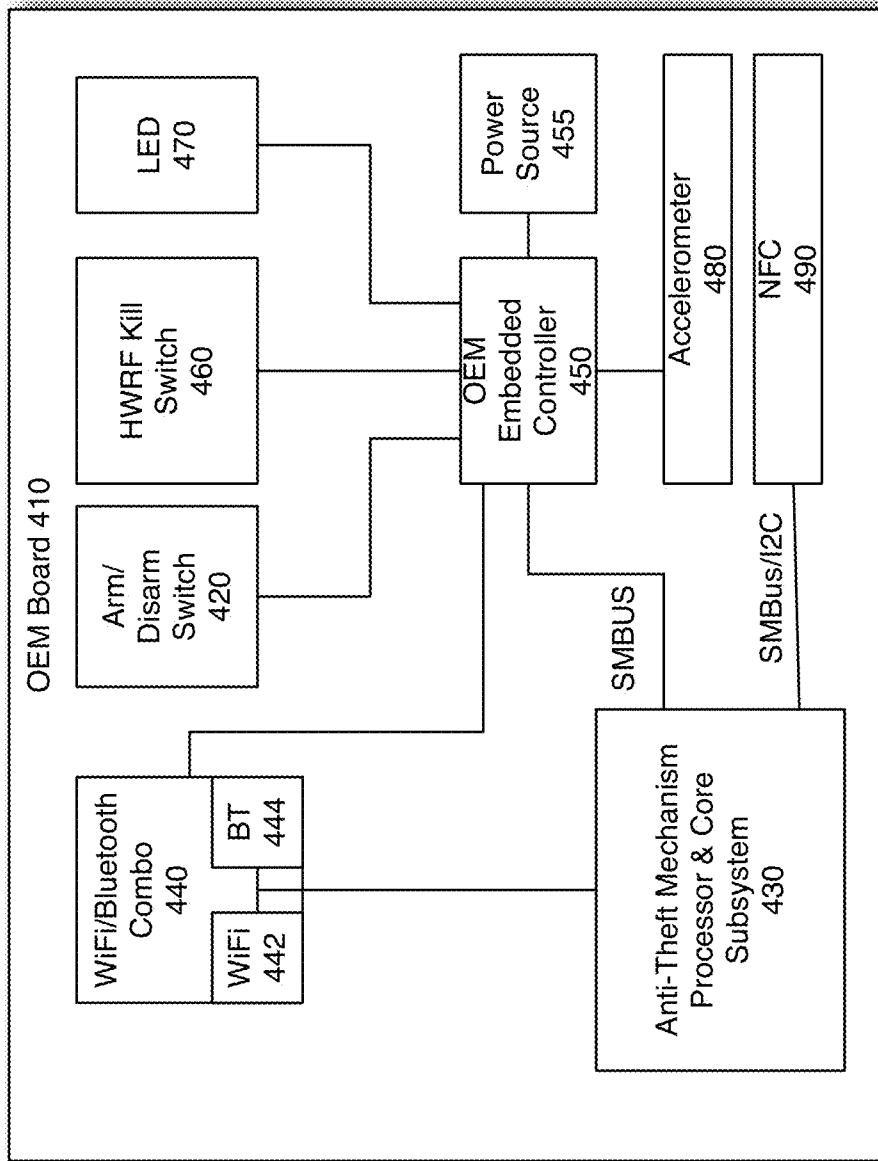 OEM Board 410
WiFi/Bluetooth
Combo
440
WiFi
442
BT
444
Arm/
Disarm
Switch
420
HWRF Kill
Switch
460
LED
470
OEM
Embedded
Controller
450
Power
Source
455
SMBUS
SMBus/I2C
Anti-Theft Mechanism
Processor & Core
Subsystem
430
Accelerometer
480
NFC
490